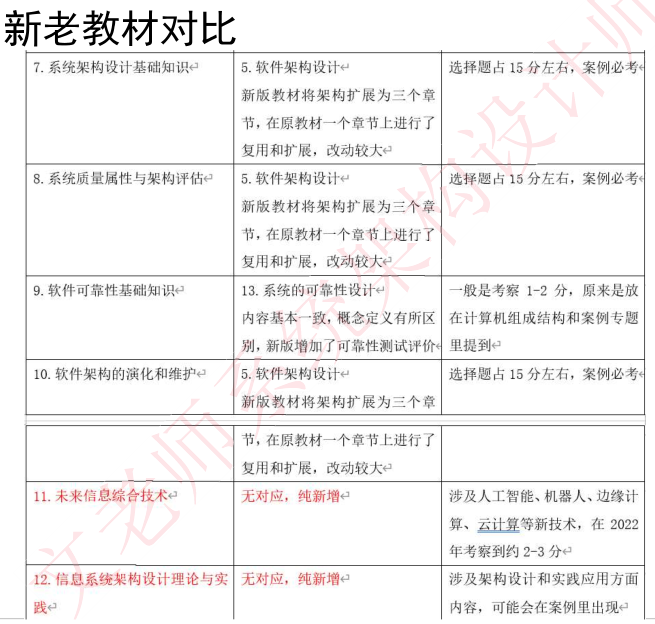 新老教材对比
7.系统架构设计基础知识
5.软件架构设计
新版教材将架构扩展为三个章
节，在原教材一个章节上进行了
复用和扩展，改动较大
选择题占 15 分左右，案例必考
8.系统质量属性与架构评估
5.软件架构设计
新版教材将架构扩展为三个章
节，在原教材一个章节上进行了
复用和扩展，改动较大
选择题占 15 分左右，案例必考
9.软件可靠性基础知识
13.系统的可靠性设计
内容基本一致，概念定义有所区
别，新版增加了可靠性测试评价
一般是考察 1-2 分，原来是放
在计算机组成结构和案例专题
里提到
10.软件架构的演化和维护
5.软件架构设计
新版教材将架构扩展为三个章
节，在原教材一个章节上进行了
复用和扩展，改动较大
选择题占 15 分左右，案例必考
11.未来信息综合技术
无对应，纯新增
涉及人工智能、机器人、边缘计
算、云计算等新技术，在 2022
年考察到约 2-3 分
12.信息系统架构设计理论与实
践
无对应，纯新增
涉及架构设计和实践应用方面
内容，可能会在案例里出现
文老师系统架构设计师